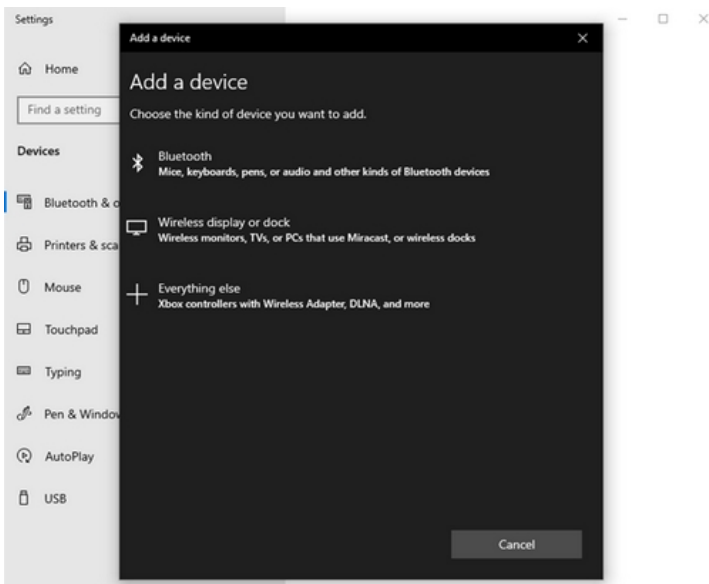 Settings
Home
Find a setting
Devices
Bluetooth & o
Printers & sca
Mouse
Touchpad
Typing
Pen & Window
AutoPlay
USB
Add a device
Add a device
Choose the kind of device you want to add.
Bluetooth
Mice, keyboards, pens, or audio and other kinds of Bluetooth devices
Wireless display or dock
Wireless monitors, TVs, or PCs that use Miracast, or wireless docks
Everything else
Xbox controllers with Wireless Adapter, DLNA, and more
Cancel